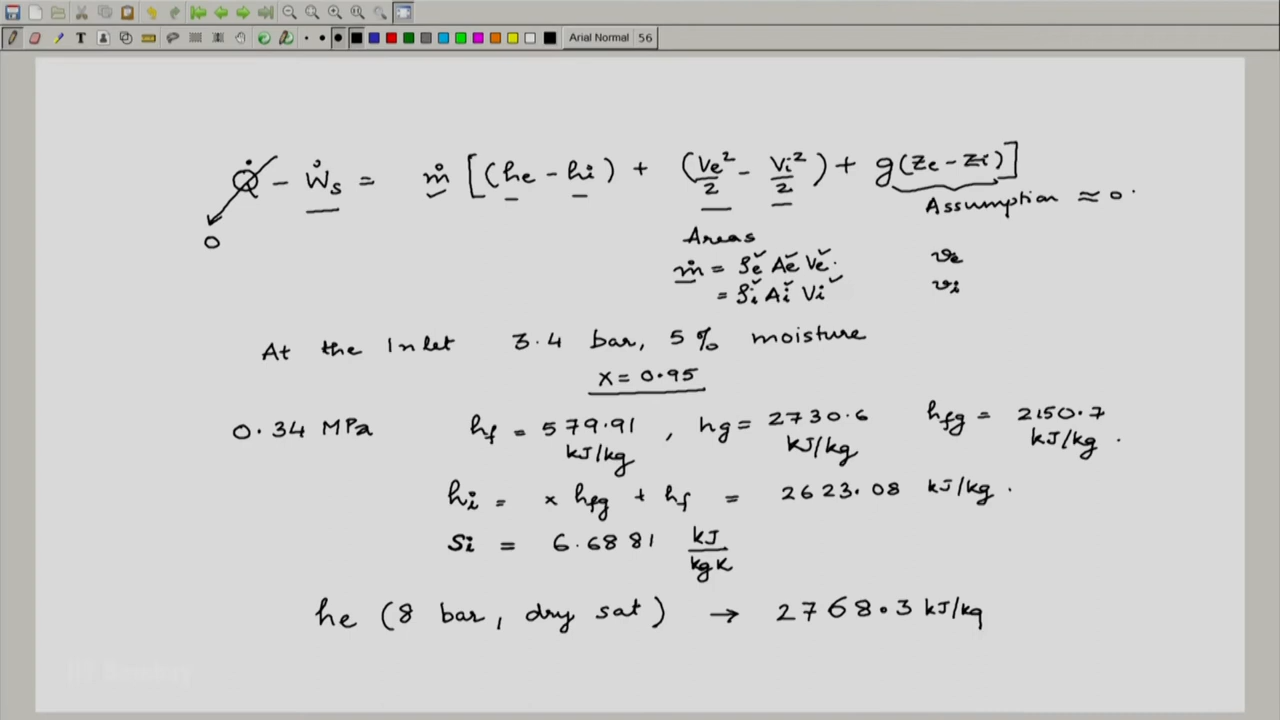 Arial Normal 56
Q̇ - Ẇs = ṁ [(he - hi) + (Ve²/2 - Vi²/2) + g(Ze - Zi)]
0
Assumption ≈ 0.
Areas
ṁ = ρe Ae Ve. ve
= ρi Ai Vi vi
At the Inlet 3.4 bar, 5% moisture
x = 0.95
0.34 MPa hf = 579.91 kJ/kg, hg = 2730.6 kJ/kg hfg = 2150.7 kJ/kg.
hi = x hfg + hf = 2623.08 kJ/kg.
Si = 6.6881 kJ/kgK
he (8 bar, dry sat) → 2768.3 kJ/kg